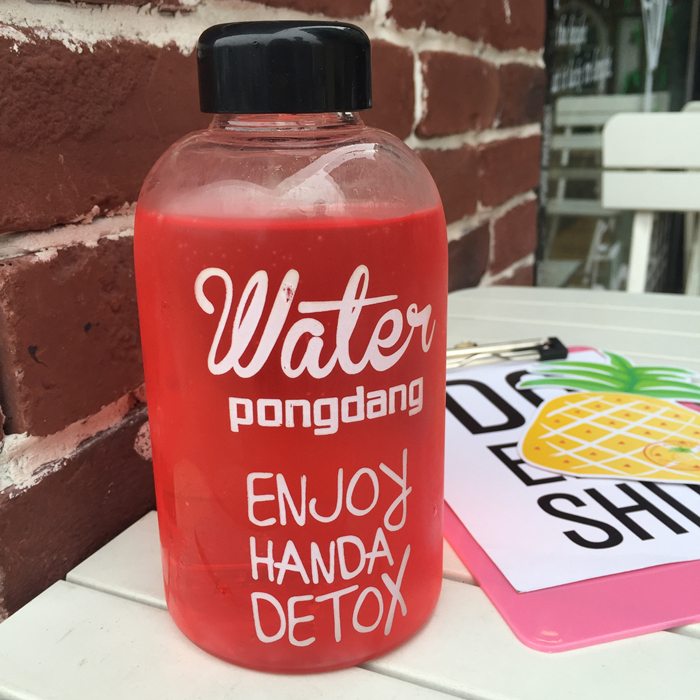 Water
pongdang
ENJOY
HANDA
DETOX
SHI